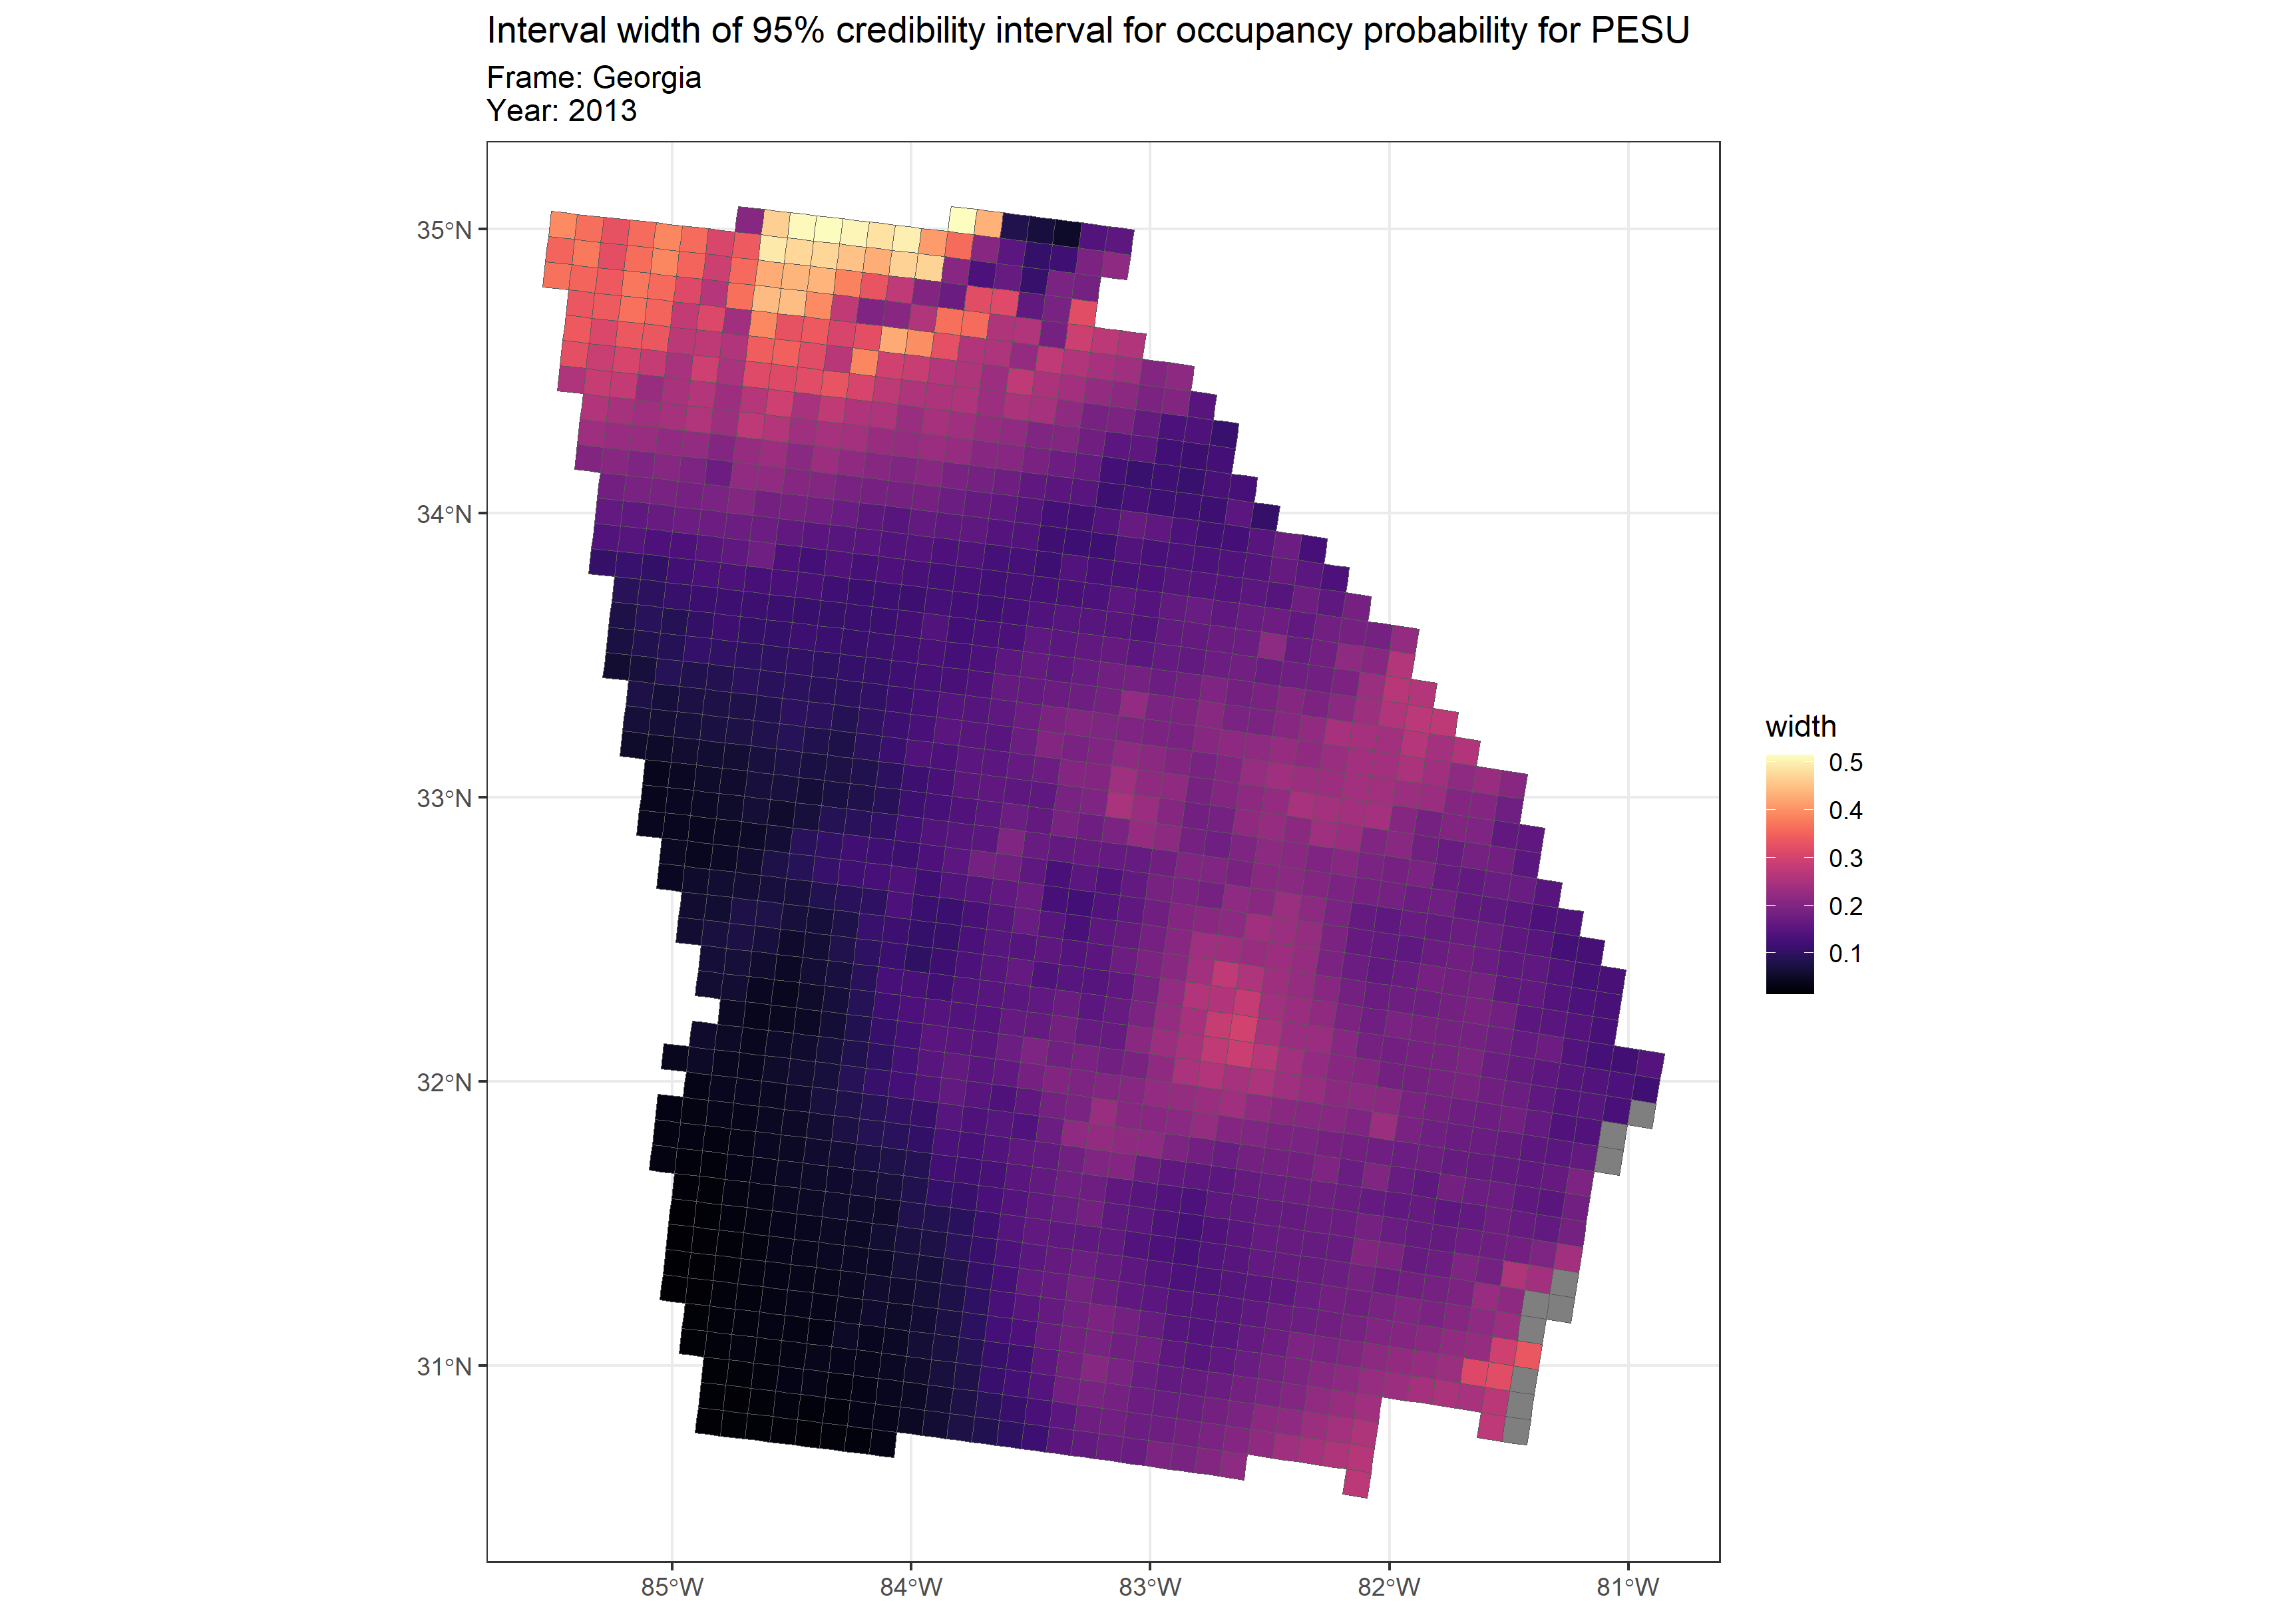 Interval width of 95% credibility interval for occupancy probability for PESU
Frame: Georgia
Year: 2013
35°N
34°N
33°N
32°N
31°N
85°W
84°W
83°W
82°W
81°W
width
0.5
0.4
0.3
0.2
0.1